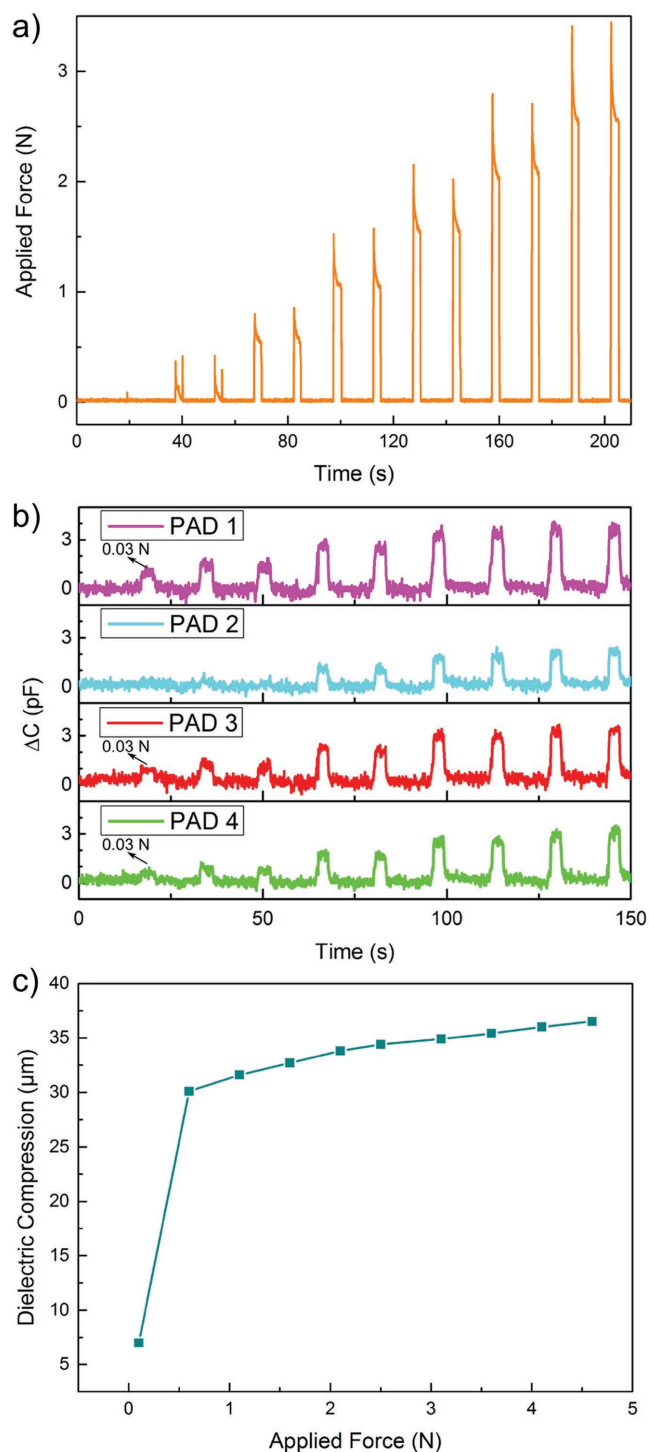 a)
3
2
1
0
Applied Force (N)
0 40 80 120 160 200
Time (s)
b)
PAD 1
0.03 N
3
0
PAD 2
3
0
PAD 3
0.03 N
3
0
PAD 4
0.03 N
3
0
ΔC (pF)
0 50 100 150
Time (s)
c)
40
35
30
25
20
15
10
5
Dielectric Compression (μm)
0 1 2 3 4 5
Applied Force (N)